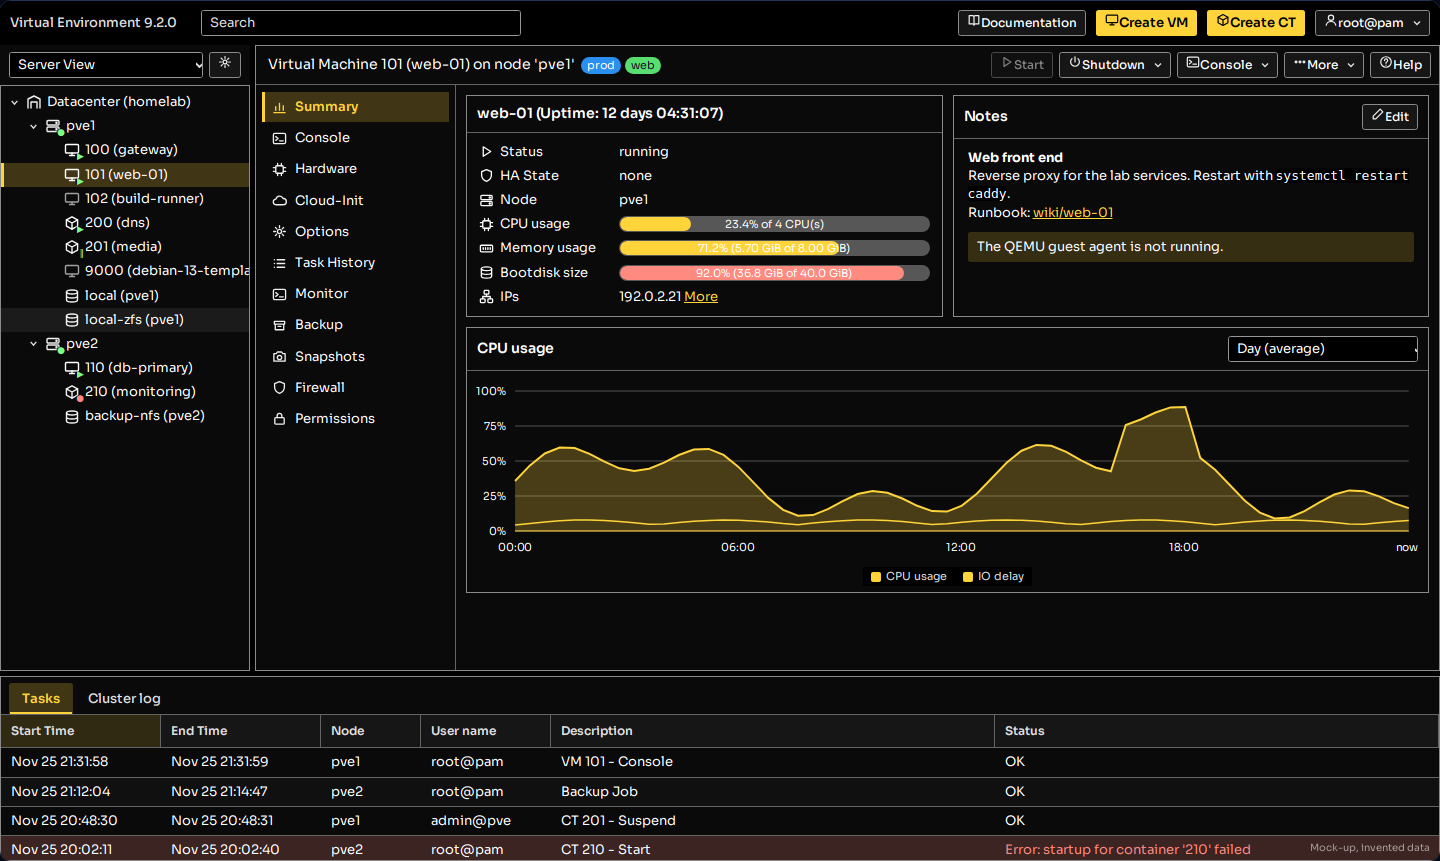 Virtual Environment 9.2.0
Search
Documentation
Create VM
Create CT
root@pam
Server View
Datacenter (homelab)
pve1
100 (gateway)
101 (web-01)
102 (build-runner)
200 (dns)
201 (media)
9000 (debian-13-templa
local (pve1)
local-zfs (pve1)
pve2
110 (db-primary)
210 (monitoring)
backup-nfs (pve2)
Virtual Machine 101 (web-01) on node 'pve1' prod web
Start
Shutdown
Console
More
Help
Summary
Console
Hardware
Cloud-Init
Options
Task History
Monitor
Backup
Snapshots
Firewall
Permissions
web-01 (Uptime: 12 days 04:31:07)
Status running
HA State none
Node pve1
CPU usage 23.4% of 4 CPU(s)
Memory usage 71.2% (5.70 GiB of 8.00 GiB)
Bootdisk size 92.0% (36.8 GiB of 40.0 GiB)
IPs 192.0.2.21 More
Notes
Edit
Web front end
Reverse proxy for the lab services. Restart with systemctl restart
caddy.
Runbook: wiki/web-01
The QEMU guest agent is not running.
CPU usage
Day (average)
100%
75%
50%
25%
0%
00:00 06:00 12:00 18:00 now
CPU usage IO delay
Tasks Cluster log
Start Time End Time Node User name Description Status
Nov 25 21:31:58 Nov 25 21:31:59 pve1 root@pam VM 101 - Console OK
Nov 25 21:12:04 Nov 25 21:14:47 pve2 root@pam Backup Job OK
Nov 25 20:48:30 Nov 25 20:48:31 pve1 admin@pve CT 201 - Suspend OK
Nov 25 20:02:11 Nov 25 20:02:40 pve2 root@pam CT 210 - Start Error: startup for container '210' failed
Mock-up, invented data